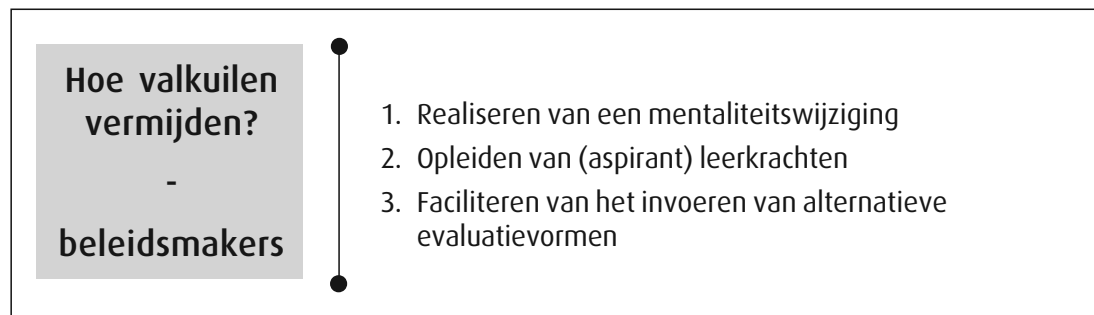 Hoe valkuilen
vermijden?
-
beleidsmakers
1. Realiseren van een mentaliteitswijziging
2. Opleiden van (aspirant) leerkrachten
3. Faciliteren van het invoeren van alternatieve
evaluatievormen